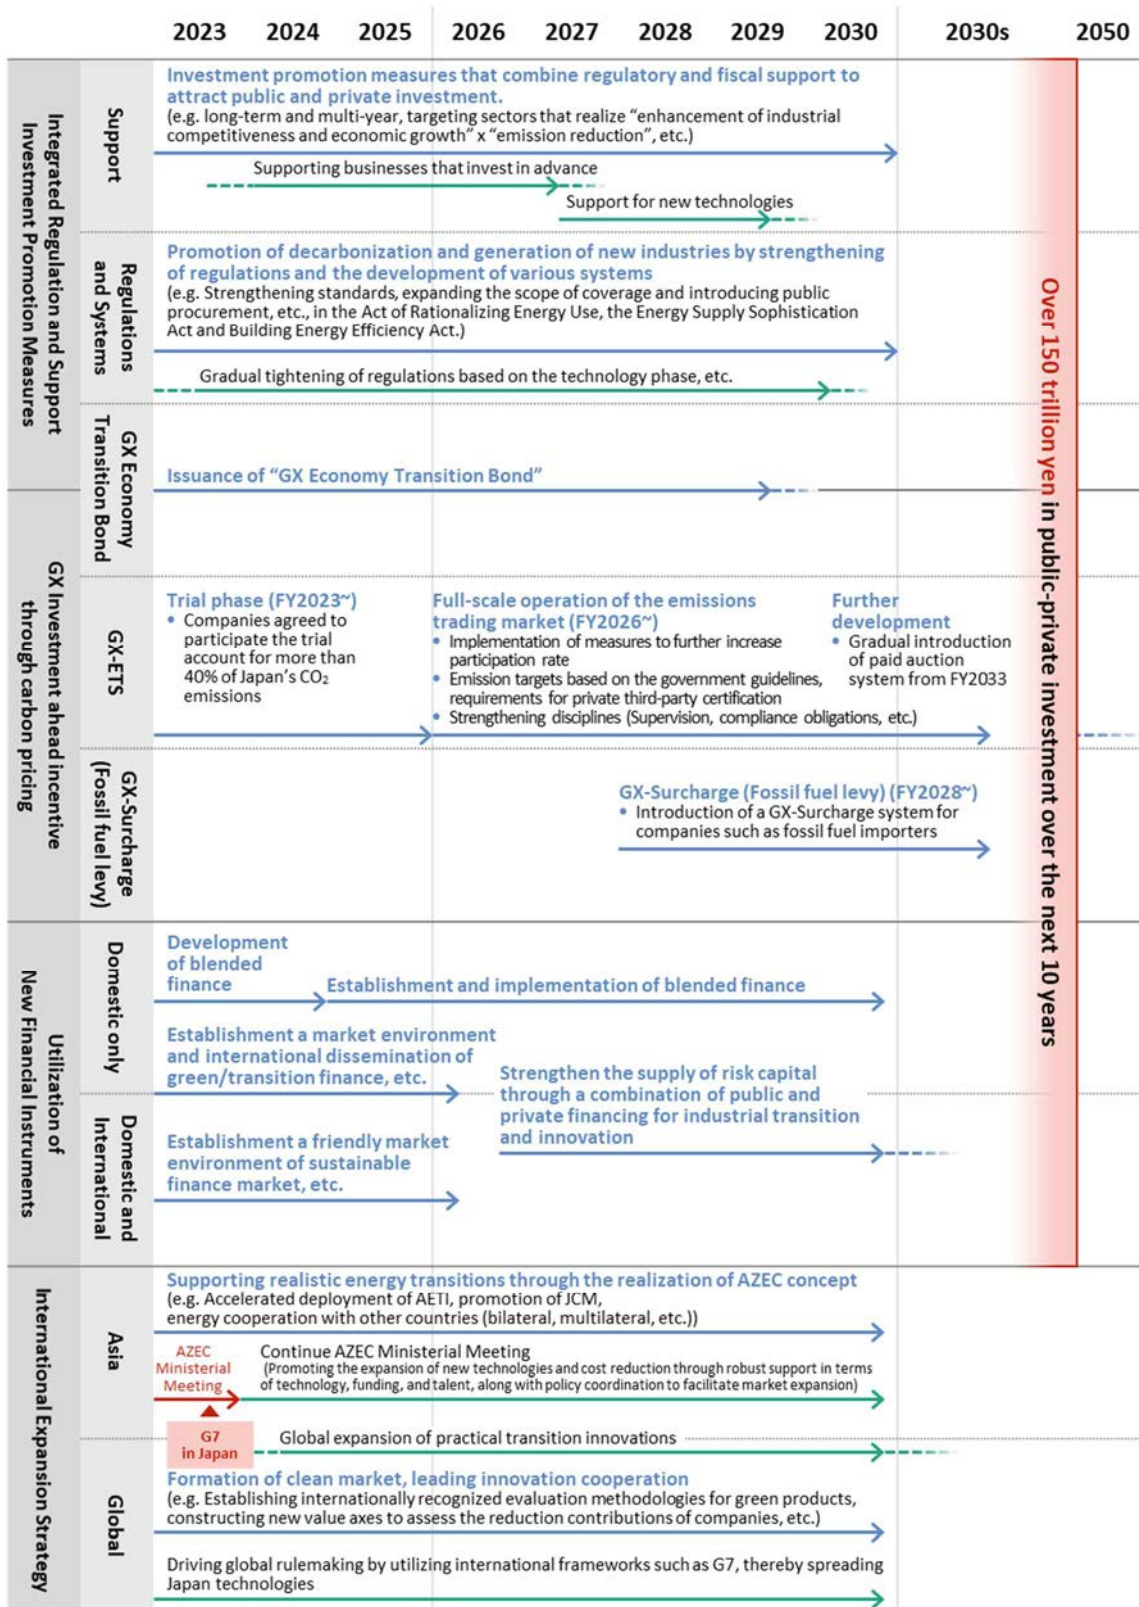 2023 2024 2025 2026 2027 2028 2029 2030 2030s 2050
Integrated Regulation and Support
Investment Promotion Measures
Support
Investment promotion measures that combine regulatory and fiscal support to
attract public and private investment.
(e.g. long-term and multi-year, targeting sectors that realize “enhancement of industrial
competitiveness and economic growth” x “emission reduction”, etc.)
Supporting businesses that invest in advance
Support for new technologies
Regulations
and Systems
Promotion of decarbonization and generation of new industries by strengthening
of regulations and the development of various systems
(e.g. Strengthening standards, expanding the scope of coverage and introducing public
procurement, etc., in the Act of Rationalizing Energy Use, the Energy Supply Sophistication
Act and Building Energy Efficiency Act.)
Gradual tightening of regulations based on the technology phase, etc.
GX Economy
Transition Bond
Issuance of “GX Economy Transition Bond”
GX Investment ahead incentive
through carbon pricing
GX-ETS
Trial phase (FY2023~)
• Companies agreed to
participate the trial
account for more than
40% of Japan’s CO₂
emissions
Full-scale operation of the emissions
trading market (FY2026~)
• Implementation of measures to further increase
participation rate
• Emission targets based on the government guidelines,
requirements for private third-party certification
• Strengthening disciplines (Supervision, compliance obligations, etc.)
Further
development
• Gradual introduction
of paid auction
system from FY2033
GX-Surcharge
(Fossil fuel levy)
GX-Surcharge (Fossil fuel levy) (FY2028~)
• Introduction of a GX-Surcharge system for
companies such as fossil fuel importers
Over 150 trillion yen in public-private investment over the next 10 years
Utilization of
New Financial Instruments
Domestic only
Development
of blended
finance
Establishment and implementation of blended finance
Establishment a market environment
and international dissemination of
green/transition finance, etc.
Strengthen the supply of risk capital
through a combination of public and
private financing for industrial transition
and innovation
Domestic and
International
Establishment a friendly market
environment of sustainable
finance market, etc.
International Expansion Strategy
Asia
Supporting realistic energy transitions through the realization of AZEC concept
(e.g. Accelerated deployment of AETI, promotion of JCM,
energy cooperation with other countries (bilateral, multilateral, etc.))
AZEC
Ministerial
Meeting
Continue AZEC Ministerial Meeting
(Promoting the expansion of new technologies and cost reduction through robust support in terms
of technology, funding, and talent, along with policy coordination to facilitate market expansion)
G7
in Japan
Global expansion of practical transition innovations
Global
Formation of clean market, leading innovation cooperation
(e.g. Establishing internationally recognized evaluation methodologies for green products,
constructing new value axes to assess the reduction contributions of companies, etc.)
Driving global rulemaking by utilizing international frameworks such as G7, thereby spreading
Japan technologies